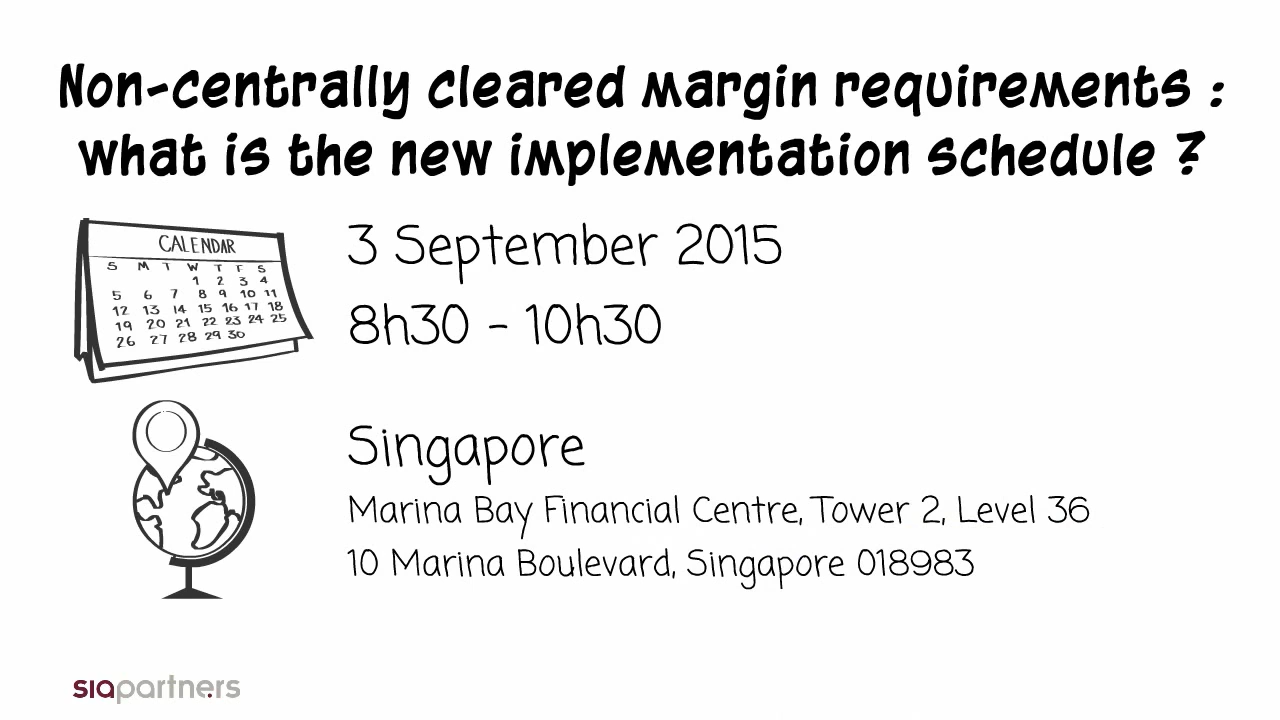 Non-centrally cleared margin requirements :
what is the new implementation schedule ?
CALENDAR
S M T W T F S
1 2 3 4
5 6 7 8 9 10 11
12 13 14 15 16 17 18
19 20 21 22 23 24 25
26 27 28 29 30
3 September 2015
8h30 - 10h30
Singapore
Marina Bay Financial Centre, Tower 2, Level 36
10 Marina Boulevard, Singapore 018983
siapartners